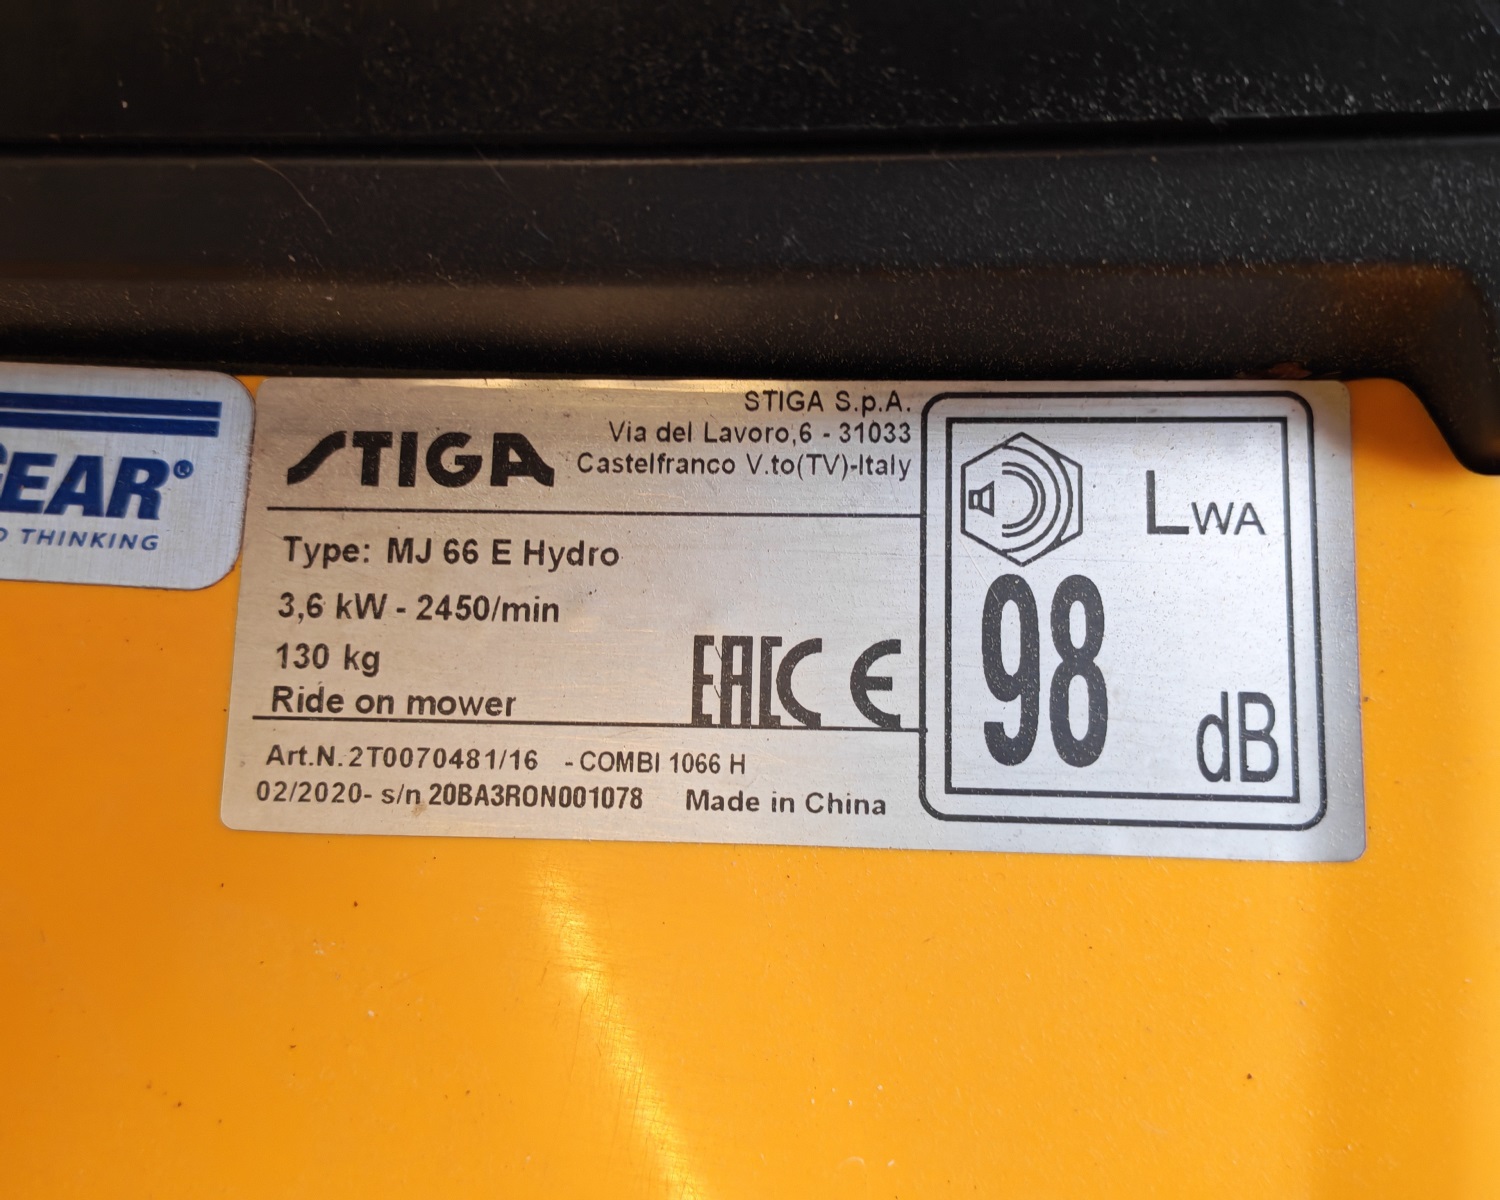 GEAR®
THINKING
STIGA
STIGA S.p.A.
Via del Lavoro,6 - 31033
Castelfranco V.to(TV)-Italy
Type: MJ 66 E Hydro
3,6 kW - 2450/min
130 kg
Ride on mower
EAC CE
Art.N. 2T0070481/16 - COMBI 1066 H
02/2020- s/n 20BA3RON001078 Made in China
LWA
98
dB